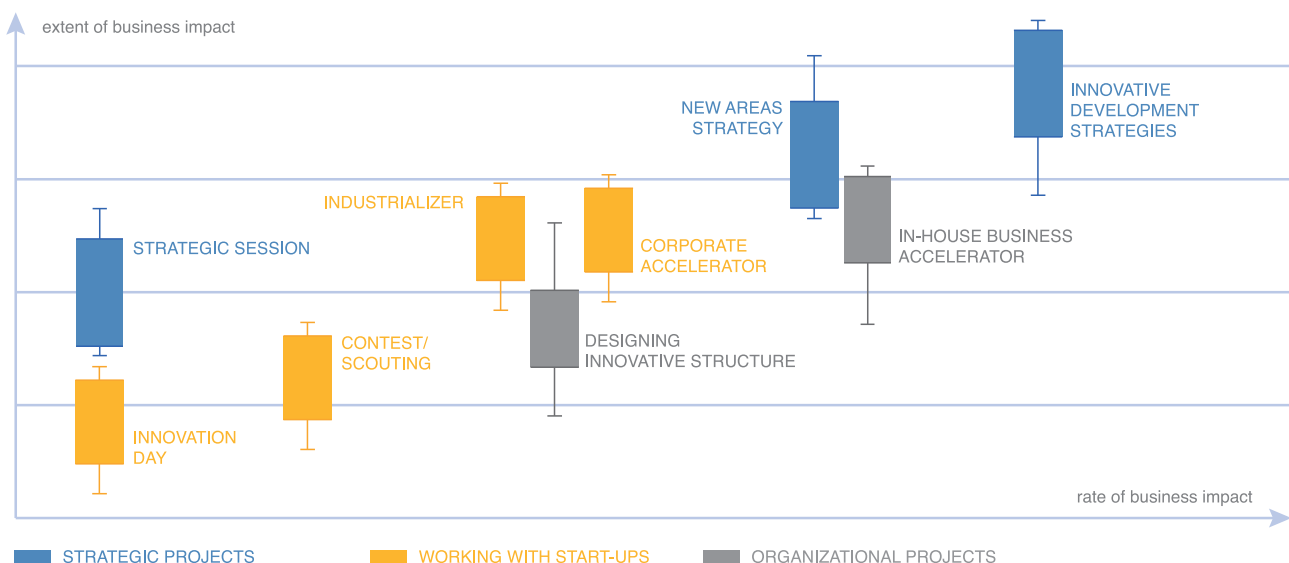 extent of business impact
NEW AREAS
STRATEGY
INNOVATIVE
DEVELOPMENT
STRATEGIES
INDUSTRIALIZER
STRATEGIC SESSION
CORPORATE
ACCELERATOR
IN-HOUSE BUSINESS
ACCELERATOR
CONTEST/
SCOUTING
DESIGNING
INNOVATIVE STRUCTURE
INNOVATION
DAY
rate of business impact
STRATEGIC PROJECTS
WORKING WITH START-UPS
ORGANIZATIONAL PROJECTS